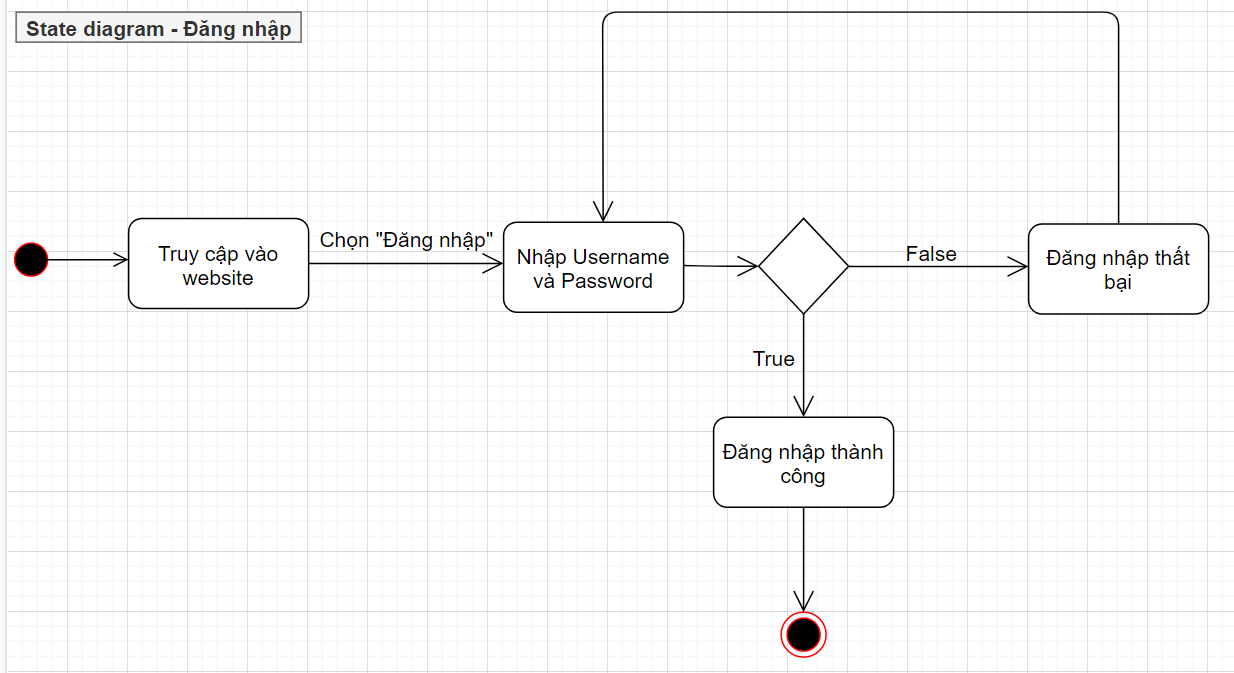 State diagram - Đăng nhập
Truy cập vào
website
Chọn "Đăng nhập"
Nhập Username
và Password
False
Đăng nhập thất
bại
True
Đăng nhập thành
công